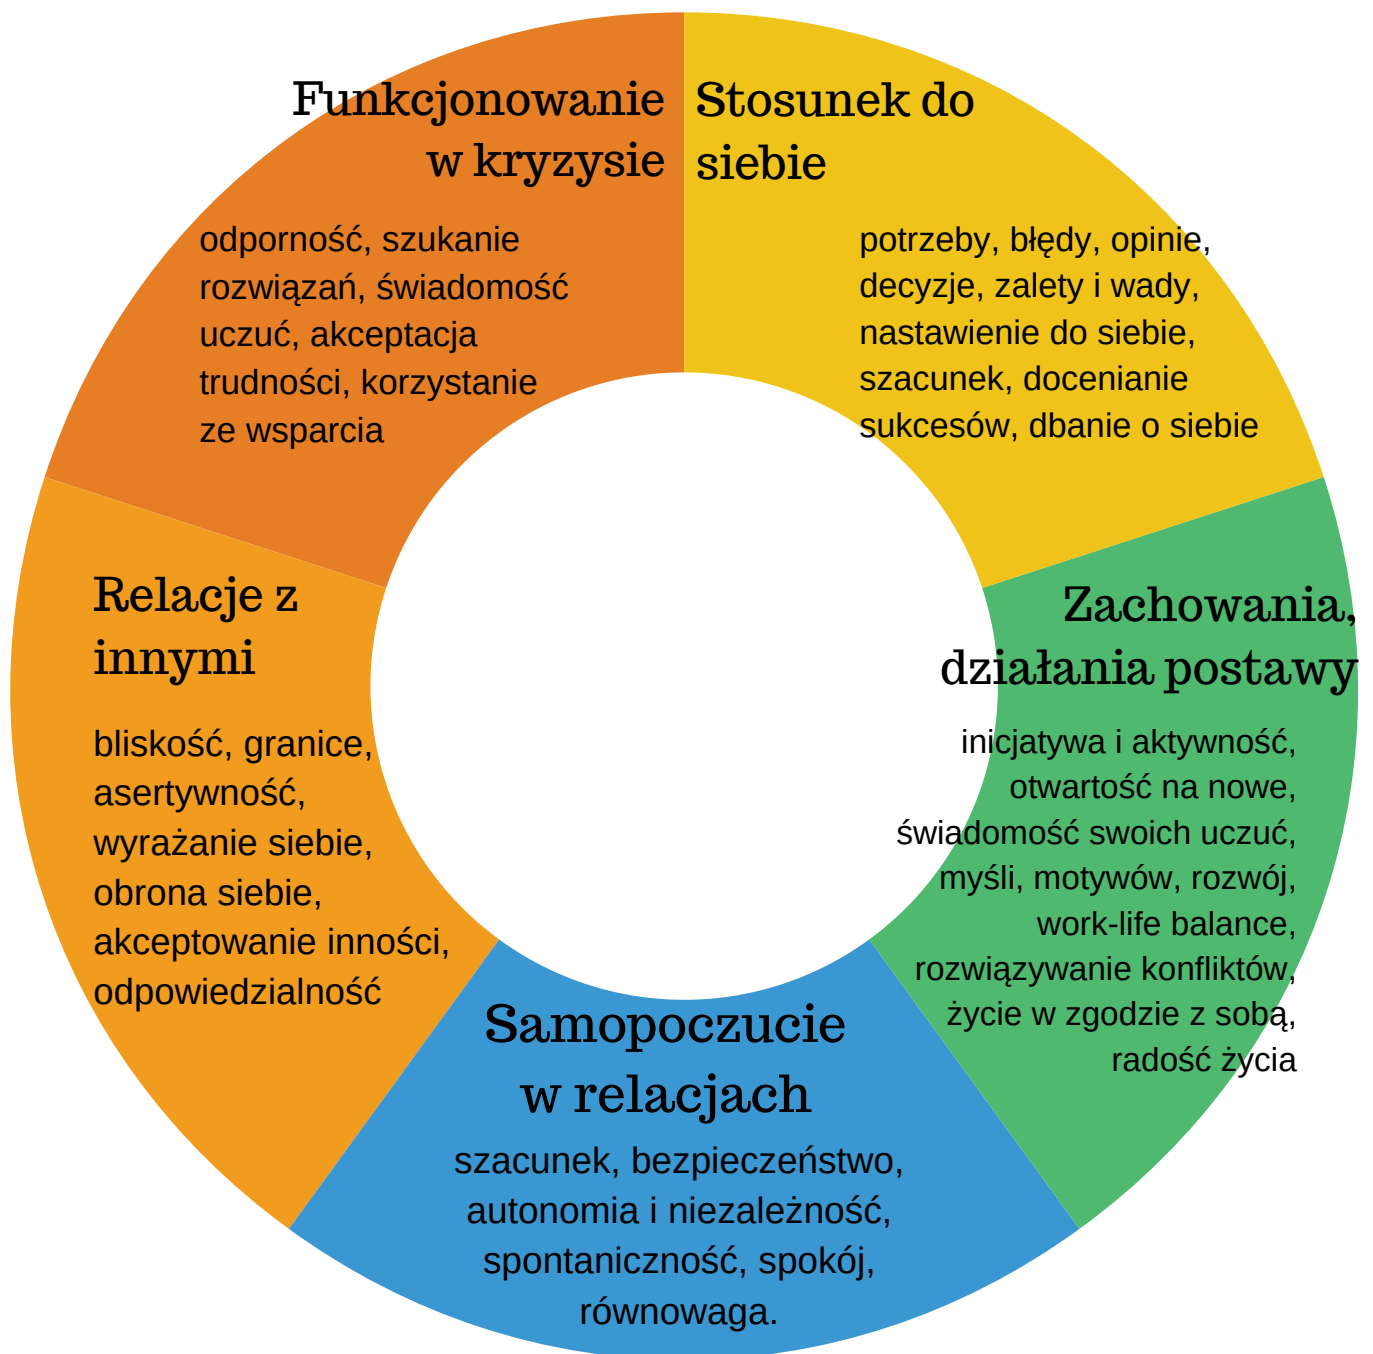 Funkcjonowanie
w kryzysie
odporność, szukanie
rozwiązań, świadomość
uczuć, akceptacja
trudności, korzystanie
ze wsparcia
Stosunek do
siebie
potrzeby, błędy, opinie,
decyzje, zalety i wady,
nastawienie do siebie,
szacunek, docenianie
sukcesów, dbanie o siebie
Relacje z
innymi
bliskość, granice,
asertywność,
wyrażanie siebie,
obrona siebie,
akceptowanie inności,
odpowiedzialność
Zachowania,
działania postawy
inicjatywa i aktywność,
otwartość na nowe,
świadomość swoich uczuć,
myśli, motywów, rozwój,
work-life balance,
rozwiązywanie konfliktów,
życie w zgodzie z sobą,
radość życia
Samopoczucie
w relacjach
szacunek, bezpieczeństwo,
autonomia i niezależność,
spontaniczność, spokój,
równowaga.